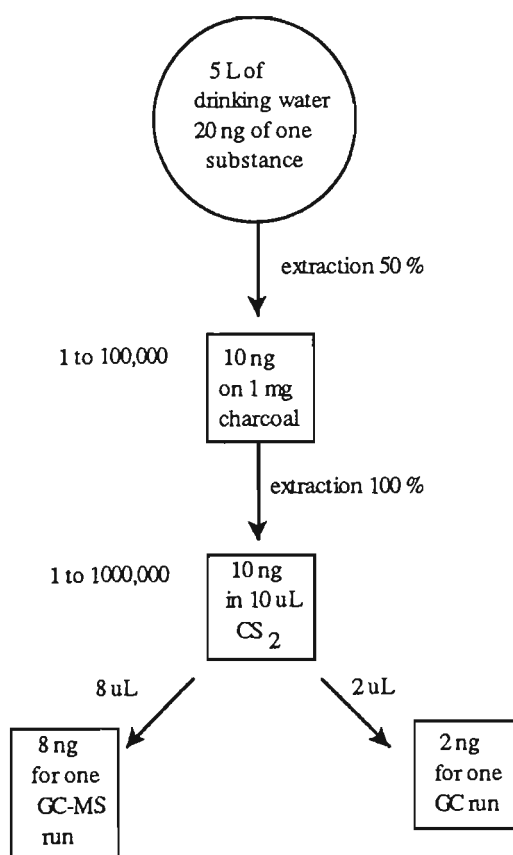 5 L of
drinking water
20 ng of one
substance
extraction 50 %
1 to 100,000
10 ng
on 1 mg
charcoal
extraction 100 %
1 to 1000,000
10 ng
in 10 uL
CS2
8 uL
2 uL
8 ng
for one
GC-MS
run
2 ng
for one
GC run